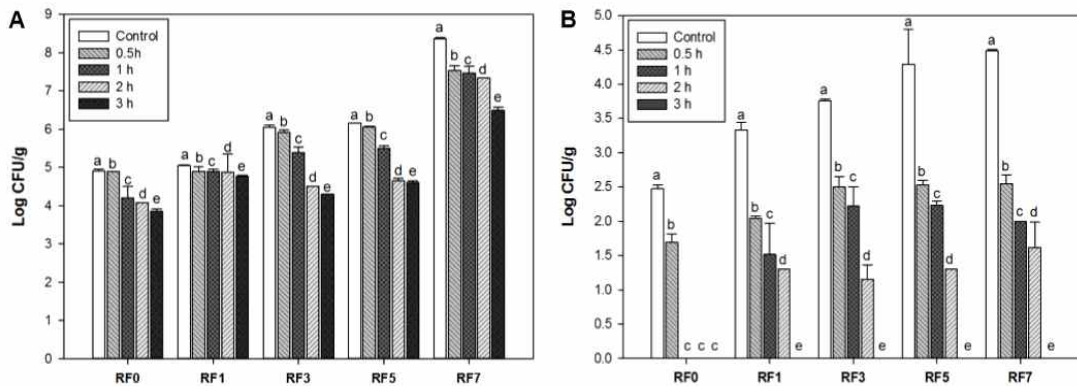 A
Log CFU/g
9
8
7
6
5
4
3
2
1
0
Control
0.5h
1 h
2 h
3 h
a b c d e
a b c d e
a b c d e
a b c d e
a b c d e
RF0 RF1 RF3 RF5 RF7
B
Log CFU/g
5.0
4.5
4.0
3.5
3.0
2.5
2.0
1.5
1.0
0.5
0.0
Control
0.5 h
1 h
2 h
3 h
a b c c c
a b c d e
a b c d e
a b c d e
a b c d e
RF0 RF1 RF3 RF5 RF7